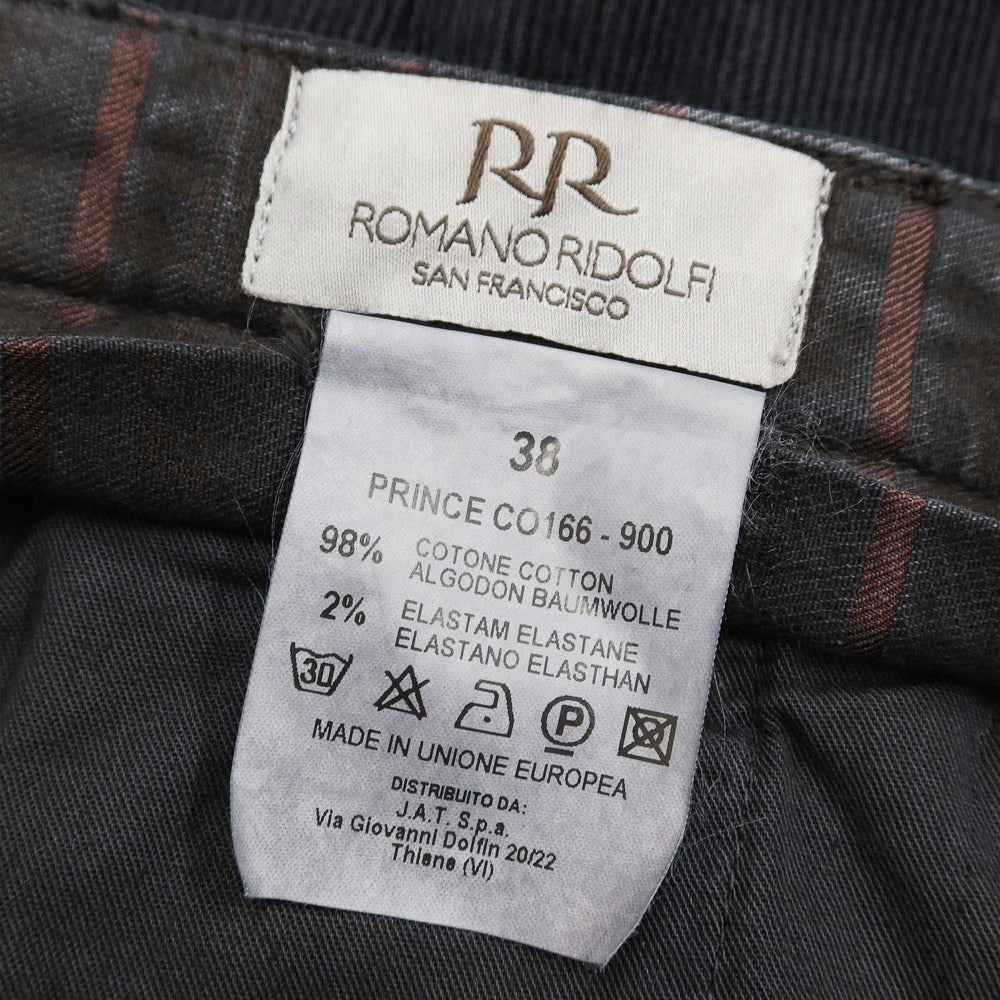 RR
ROMANO RIDOLFI
SAN FRANCISCO
38
PRINCE CO166 - 900
98% COTONE COTTON
ALGODON BAUMWOLLE
2% ELASTAM ELASTANE
ELASTANO ELASTHAN
30 P
MADE IN UNIONE EUROPEA
DISTRIBUITO DA:
J.A.T. S.p.a.
Via Giovanni Dolfin 20/22
Thiene (VI)